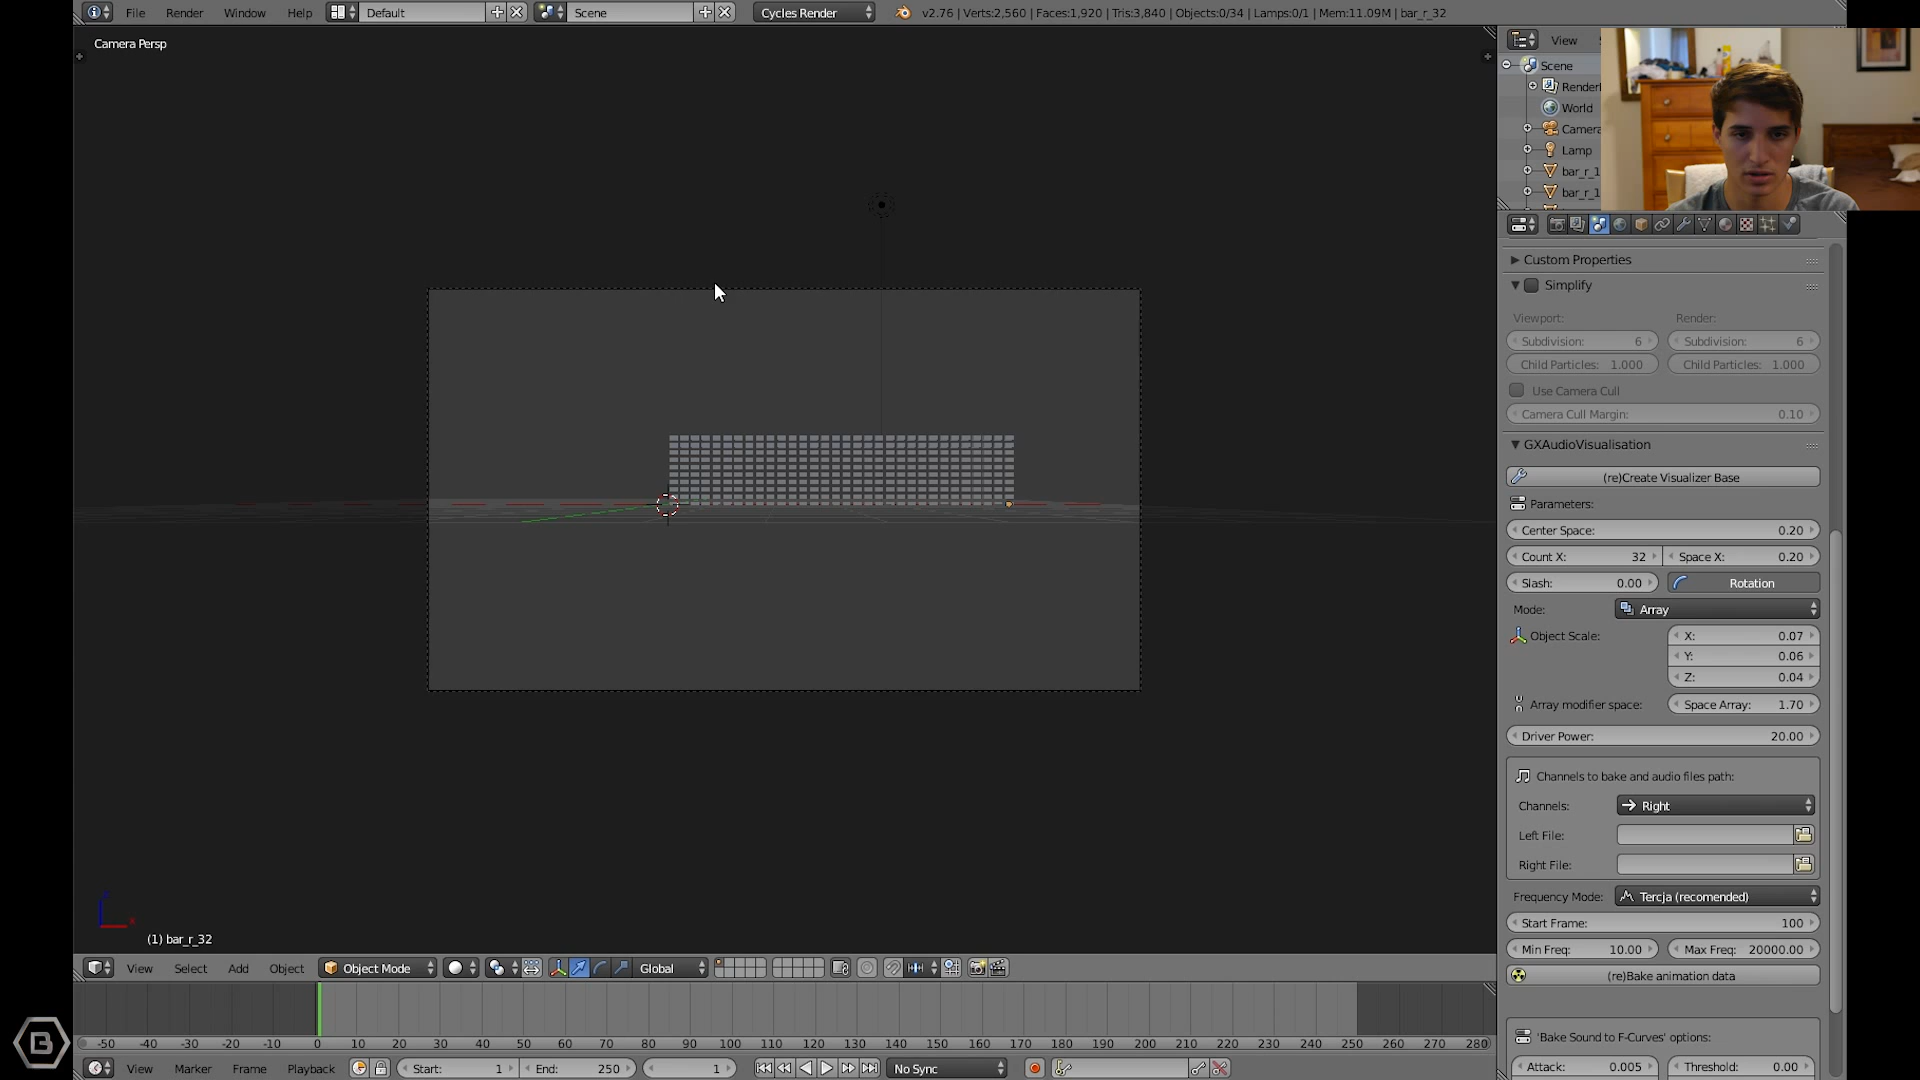 File Render Window Help Default Scene Cycles Render v2.76 | Verts:2,560 | Faces:1,920 | Tris:3,840 | Objects:0/34 | Lamps:0/1 | Mem:11.09M | bar_r_32
Camera Persp
View
Scene
World
Camera
Lamp
bar_r_1
bar_r_1
Custom Properties
Simplify
Viewport: Render:
Subdivision: 6 Subdivision: 6
Child Particles: 1.000 Child Particles: 1.000
Use Camera Cull
Camera Cull Margin: 0.10
GXAudioVisualisation
(re)Create Visualizer Base
Parameters:
Center Space: 0.20
Count X: 32 Space X: 0.20
Slash: 0.00 Rotation
Mode: Array
Object Scale: X: 0.07
Y: 0.06
Z: 0.04
Array modifier space: Space Array: 1.70
Driver Power: 20.00
Channels to bake and audio files path:
Channels: Right
Left File:
Right File:
Frequency Mode: Tercja (recomended)
Start Frame: 100
Min Freq: 10.00 Max Freq: 20000.00
(re)Bake animation data
'Bake Sound to F-Curves' options:
Attack: 0.005 Threshold: 0.00
(1) bar_r_32
View Select Add Object Object Mode Global
-50 -40 -30 -20 -10 0 10 20 30 40 50 60 70 80 90 100 110 120 130 140 150 160 170 180 190 200 210 220 230 240 250 260 270 280
View Marker Frame Playback Start: 1 End: 250 1 No Sync